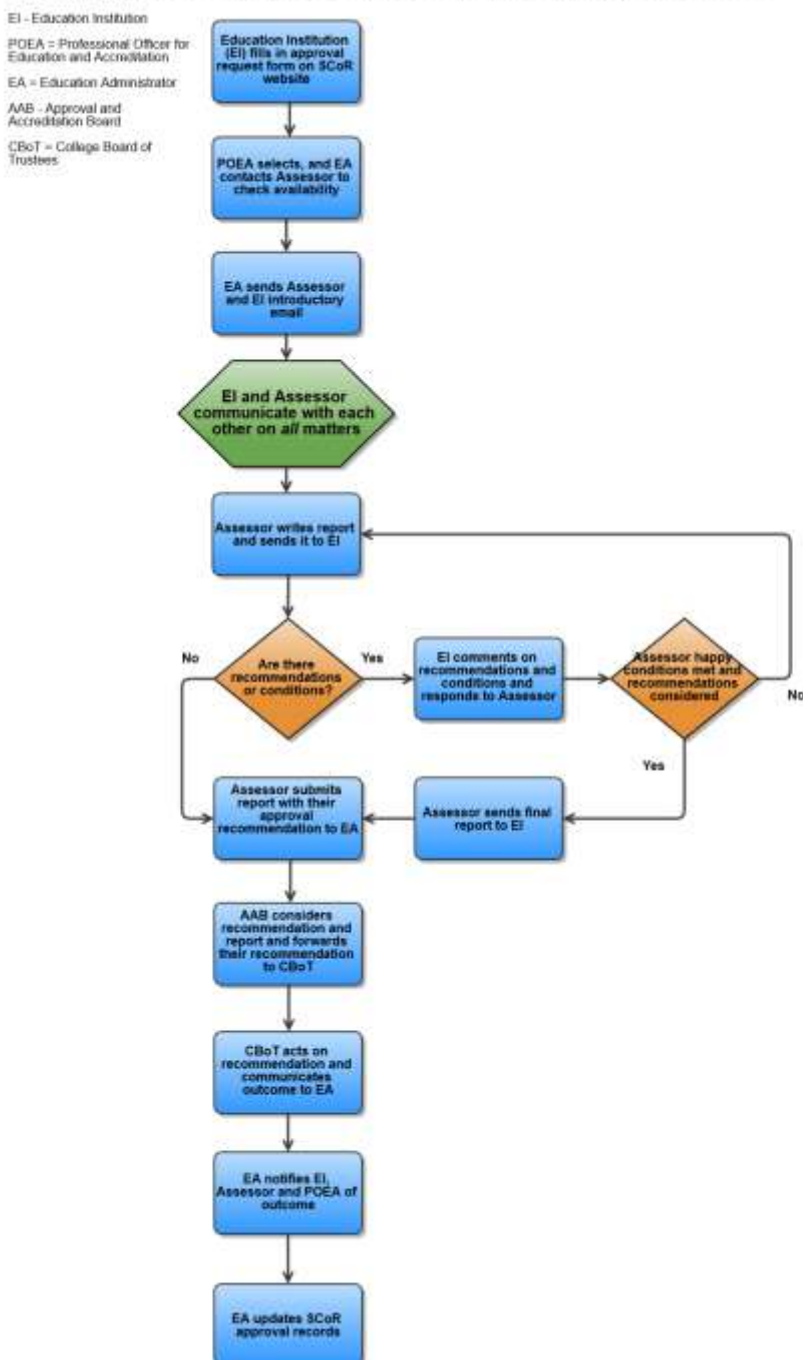 EI - Education Institution
POEA = Professional Officer for
Education and Accreditation
EA = Education Administrator
AAB - Approval and
Accreditation Board
CBoT = College Board of
Trustees
Education Institution
(EI) fills in approval
request form on SCoR
website
POEA selects, and EA
contacts Assessor to
check availability
EA sends Assessor
and EI introductory
email
EI and Assessor
communicate with each
other on all matters
Assessor writes report
and sends it to EI
No
Are there
recommendations
or conditions?
Yes
EI comments on
recommendations and
conditions and
responds to Assessor
Assessor happy
conditions met and
recommendations
considered
No
Yes
Assessor submits
report with their
approval
recommendation to EA
Assessor sends final
report to EI
AAB considers
recommendation and
report and forwards
their recommendation
to CBoT
CBoT acts on
recommendation and
communicates
outcome to EA
EA notifies EI,
Assessor and POEA of
outcome
EA updates SCoR
approval records